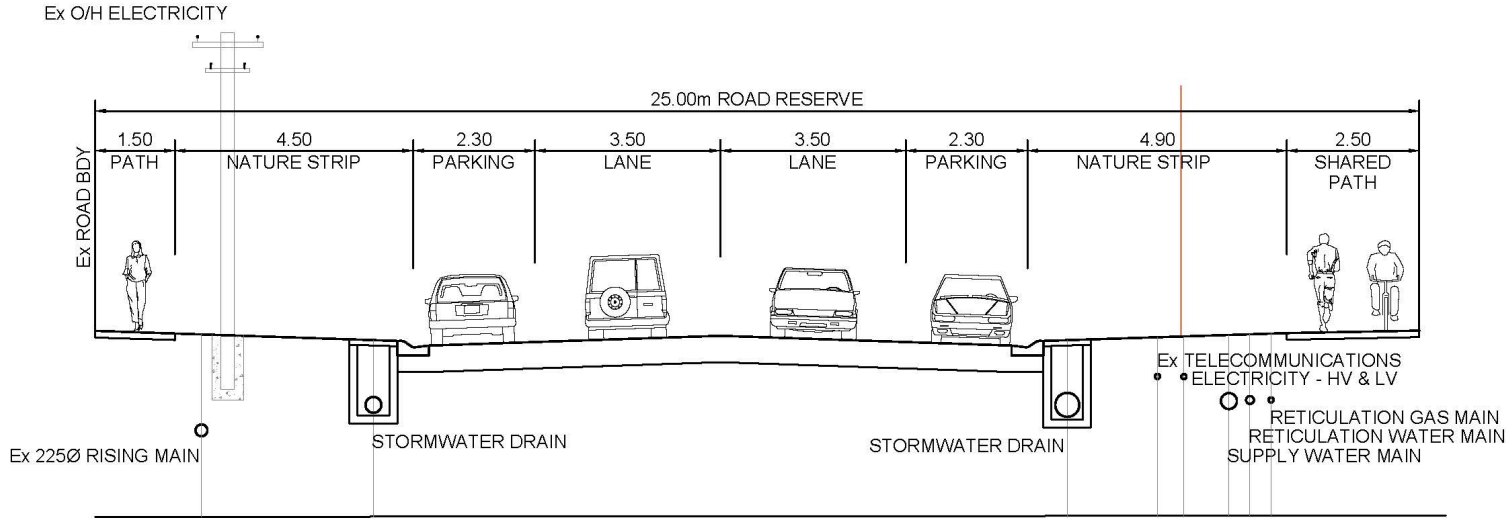 Ex O/H ELECTRICITY
25.00m ROAD RESERVE
1.50
PATH
4.50
NATURE STRIP
2.30
PARKING
3.50
LANE
3.50
LANE
2.30
PARKING
4.90
NATURE STRIP
2.50
SHARED
PATH
Ex ROAD BDY
Ex TELECOMMUNICATIONS
ELECTRICITY - HV & LV
RETICULATION GAS MAIN
RETICULATION WATER MAIN
SUPPLY WATER MAIN
STORMWATER DRAIN
STORMWATER DRAIN
Ex 225Ø RISING MAIN